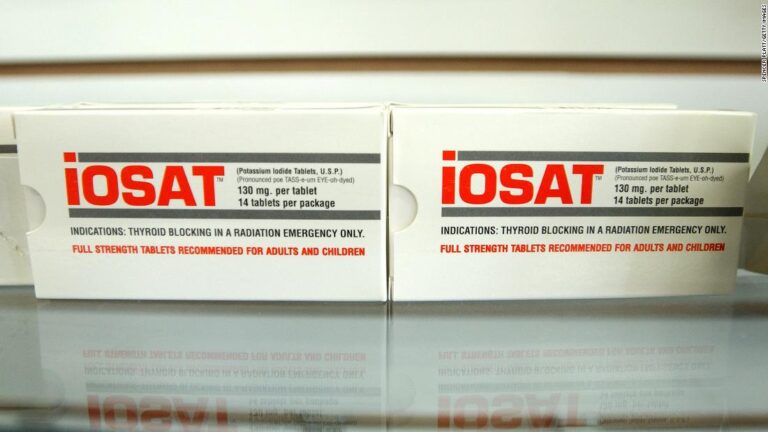 iOSAT™
(Potassium Iodide Tablets, U.S.P.)
(Pronounced poe TASS-e-um EYE-oh-dyed)
130 mg. per tablet
14 tablets per package
INDICATIONS: THYROID BLOCKING IN A RADIATION EMERGENCY ONLY.
FULL STRENGTH TABLETS RECOMMENDED FOR ADULTS AND CHILDREN
iOSAT™
(Potassium Iodide Tablets, U.S.P.)
(Pronounced poe TASS-e-um EYE-oh-dyed)
130 mg. per tablet
14 tablets per package
INDICATIONS: THYROID BLOCKING IN A RADIATION EMERGENCY ONLY.
FULL STRENGTH TABLETS RECOMMENDED FOR ADULTS AND CHILDREN
SPENCER PLATT/GETTY IMAGES